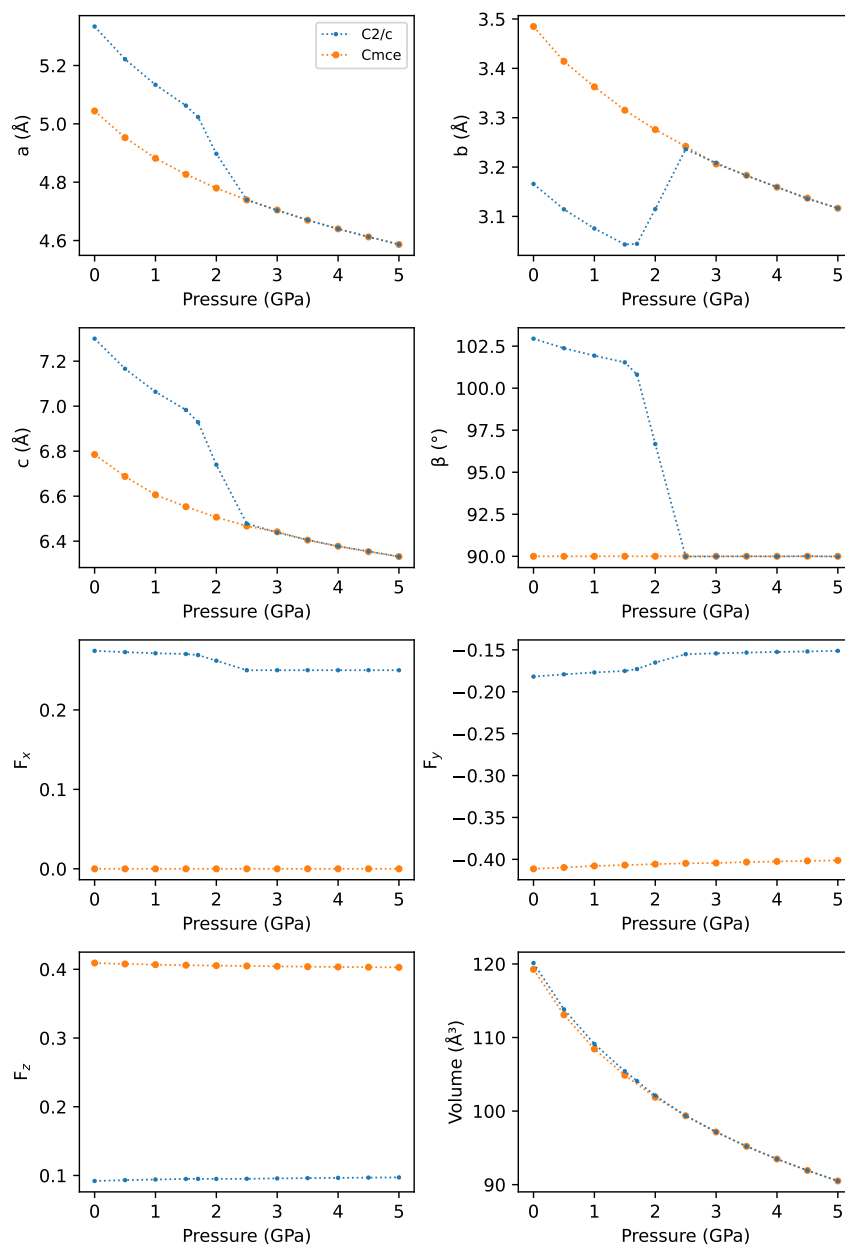 C2/c
Cmce
5.2
5.0
4.8
4.6
a (Å)
0 1 2 3 4 5
Pressure (GPa)
3.5
3.4
3.3
3.2
3.1
b (Å)
0 1 2 3 4 5
Pressure (GPa)
7.2
7.0
6.8
6.6
6.4
c (Å)
0 1 2 3 4 5
Pressure (GPa)
102.5
100.0
97.5
95.0
92.5
90.0
β (°)
0 1 2 3 4 5
Pressure (GPa)
0.2
0.1
0.0
Fₓ
0 1 2 3 4 5
Pressure (GPa)
−0.15
−0.20
−0.25
−0.30
−0.35
−0.40
F_y
0 1 2 3 4 5
Pressure (GPa)
0.4
0.3
0.2
0.1
F_z
0 1 2 3 4 5
Pressure (GPa)
120
110
100
90
Volume (Å³)
0 1 2 3 4 5
Pressure (GPa)